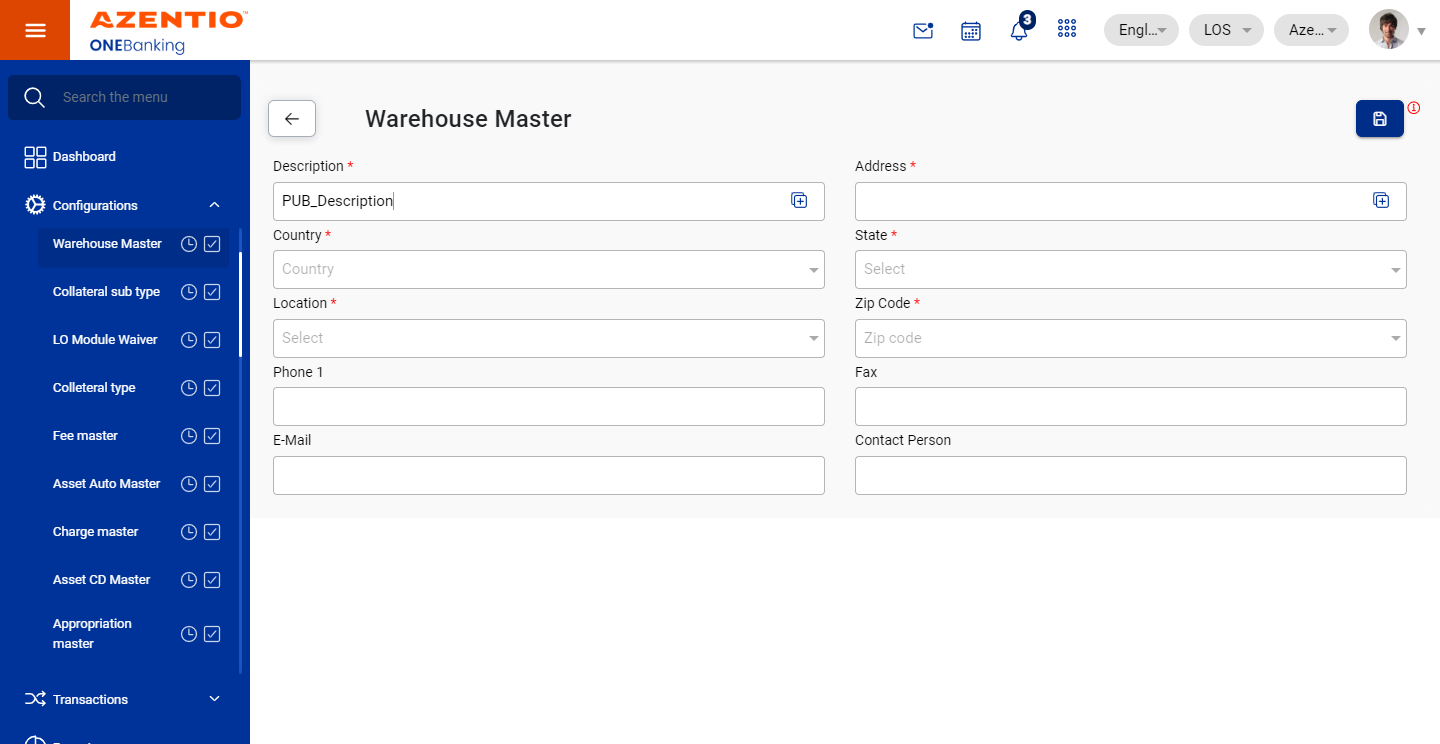 AZENTIO™
ONEBanking
3
Engl...
LOS
Aze...
Search the menu
Dashboard
Configurations
Warehouse Master
Collateral sub type
LO Module Waiver
Colleteral type
Fee master
Asset Auto Master
Charge master
Asset CD Master
Appropriation
master
Transactions
Warehouse Master
Description *
Address *
PUB_Description
Country *
State *
Country
Select
Location *
Zip Code *
Select
Zip code
Phone 1
Fax
E-Mail
Contact Person